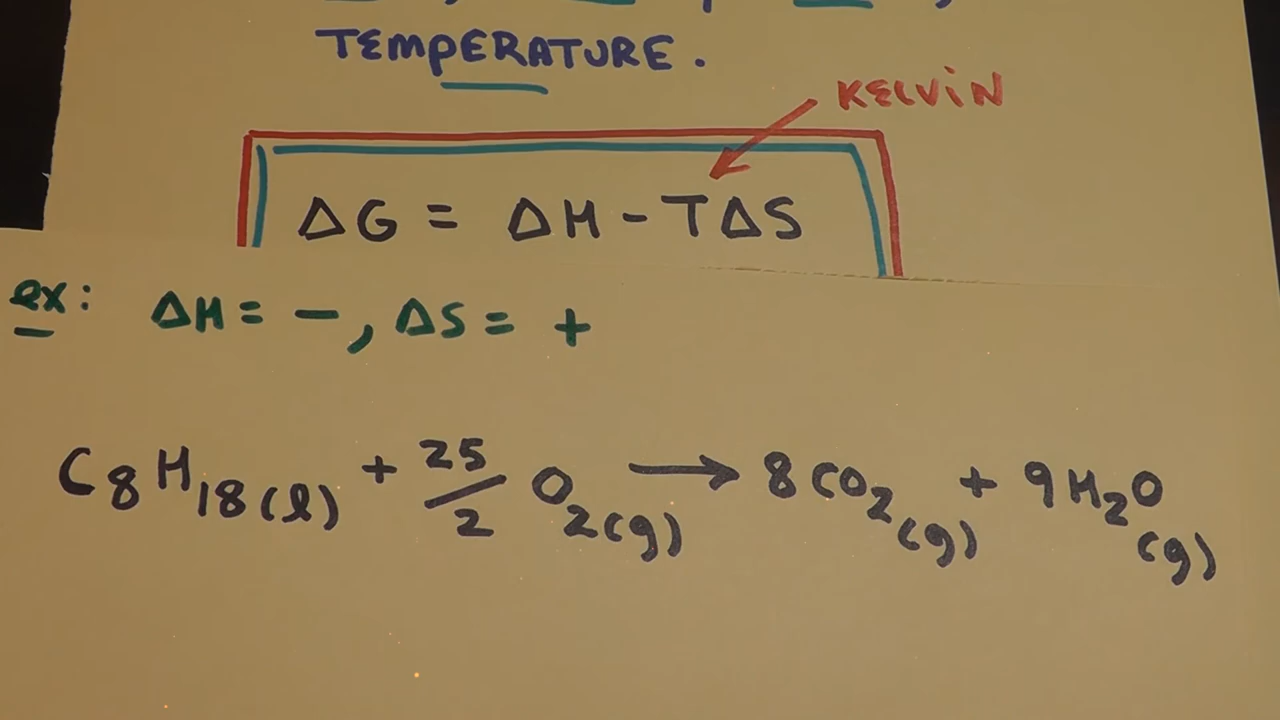 TEMPERATURE.
KELVIN
ΔG = ΔH - TΔS
ex: ΔH = -, ΔS = +
C8H18(l) + 25/2 O2(g) → 8CO2(g) + 9H2O(g)